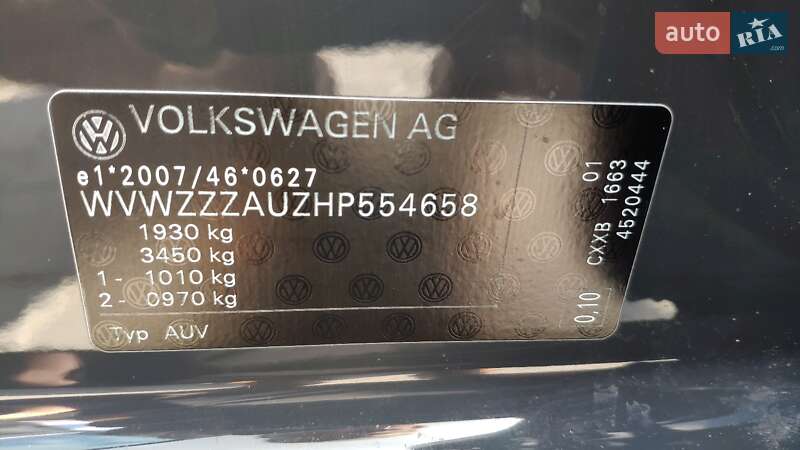 auto RIA
.com
VOLKSWAGEN AG
e1*2007/46*0627
WVWZZZAUZHP554658
1930 kg
3450 kg
1 - 1010 kg
2 - 0970 kg
Typ AUV
0,10 CXXB 1663 01
4520444